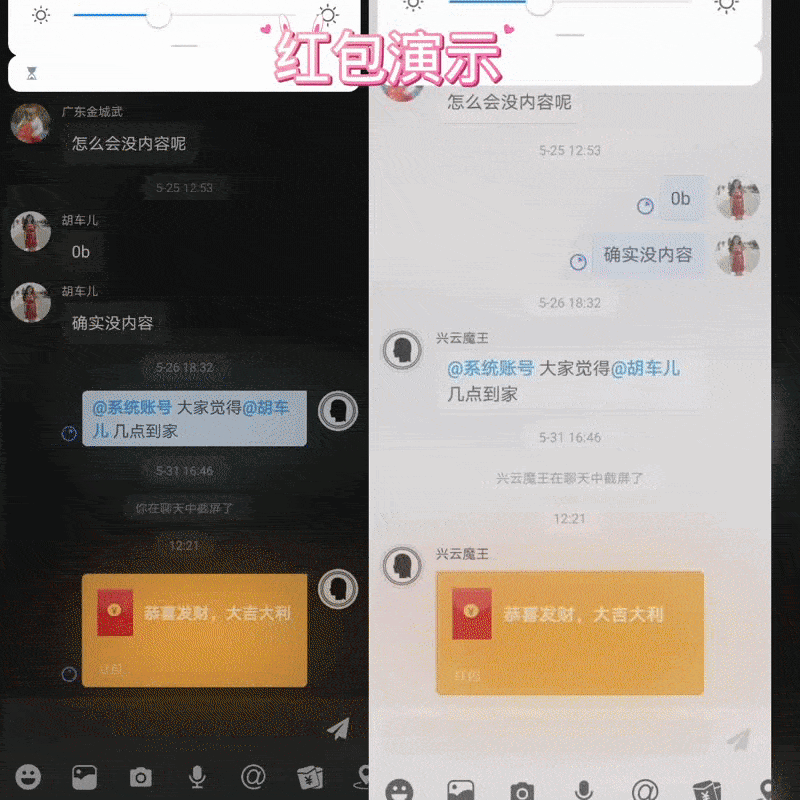 红包演示
广东金城武
怎么会没内容呢
5-25 12:53
胡车儿
0b
胡车儿
确实没内容
5-26 18:32
@系统账号 大家觉得@胡车
儿 几点到家
5-31 16:46
你在聊天中截屏了
12:21
¥
恭喜发财，大吉大利
红包
怎么会没内容呢
5-25 12:53
0b
确实没内容
5-26 18:32
兴云魔王
@系统账号 大家觉得@胡车儿
几点到家
5-31 16:46
兴云魔王在聊天中截屏了
12:21
兴云魔王
¥
恭喜发财，大吉大利
红包